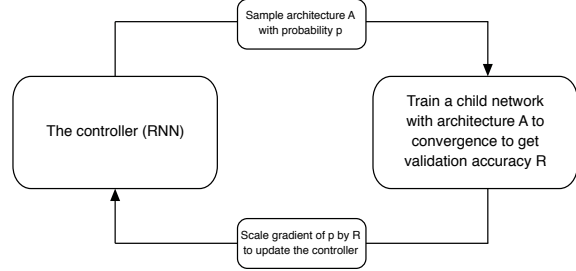 Sample architecture A
with probability p
The controller (RNN)
Train a child network
with architecture A to
convergence to get
validation accuracy R
Scale gradient of p by R
to update the controller